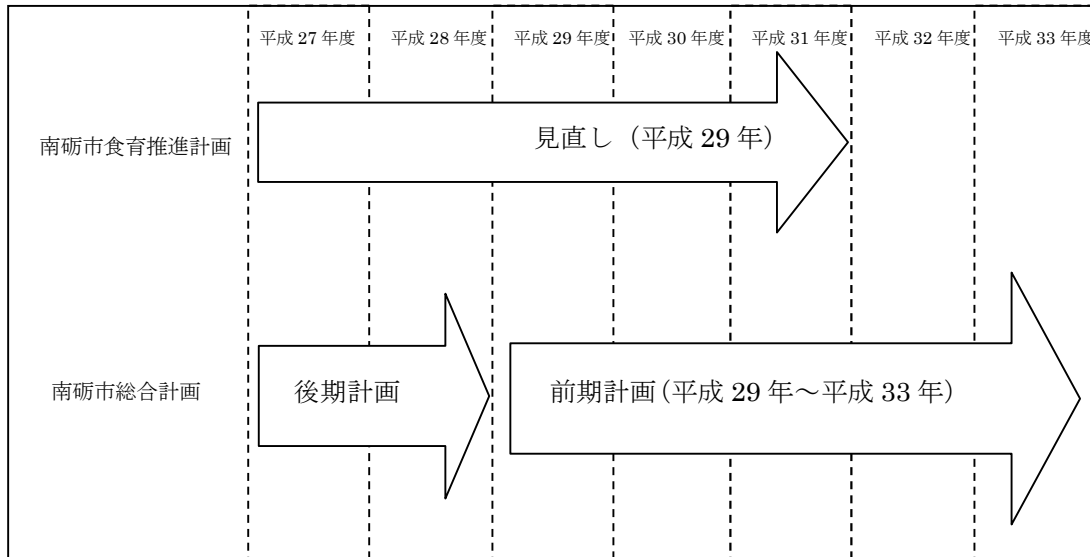 平成 27 年度 平成 28 年度 平成 29 年度 平成 30 年度 平成 31 年度 平成 32 年度 平成 33 年度
南砺市食育推進計画 見直し（平成 29 年）
南砺市総合計画 後期計画 前期計画（平成 29 年～平成 33 年）